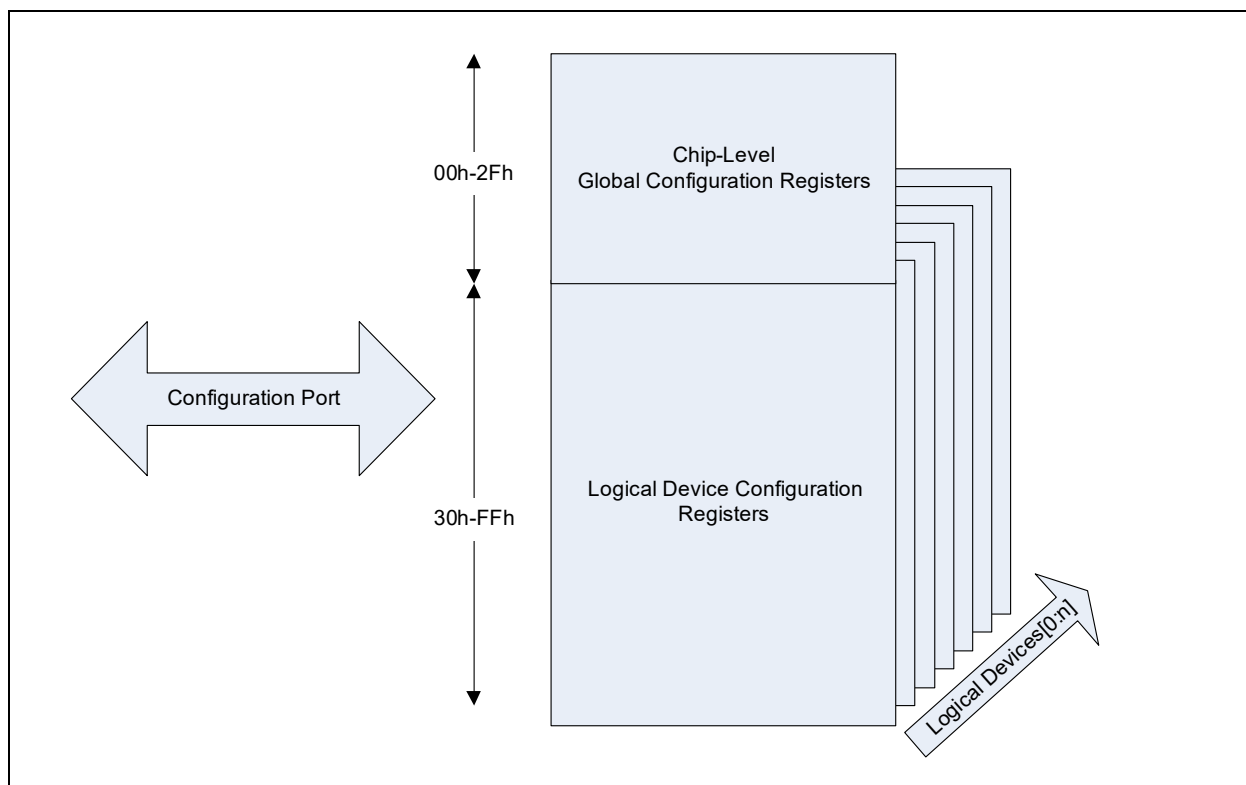 00h-2Fh
Chip-Level
Global Configuration Registers
Configuration Port
30h-FFh
Logical Device Configuration
Registers
Logical Devices[0:n]